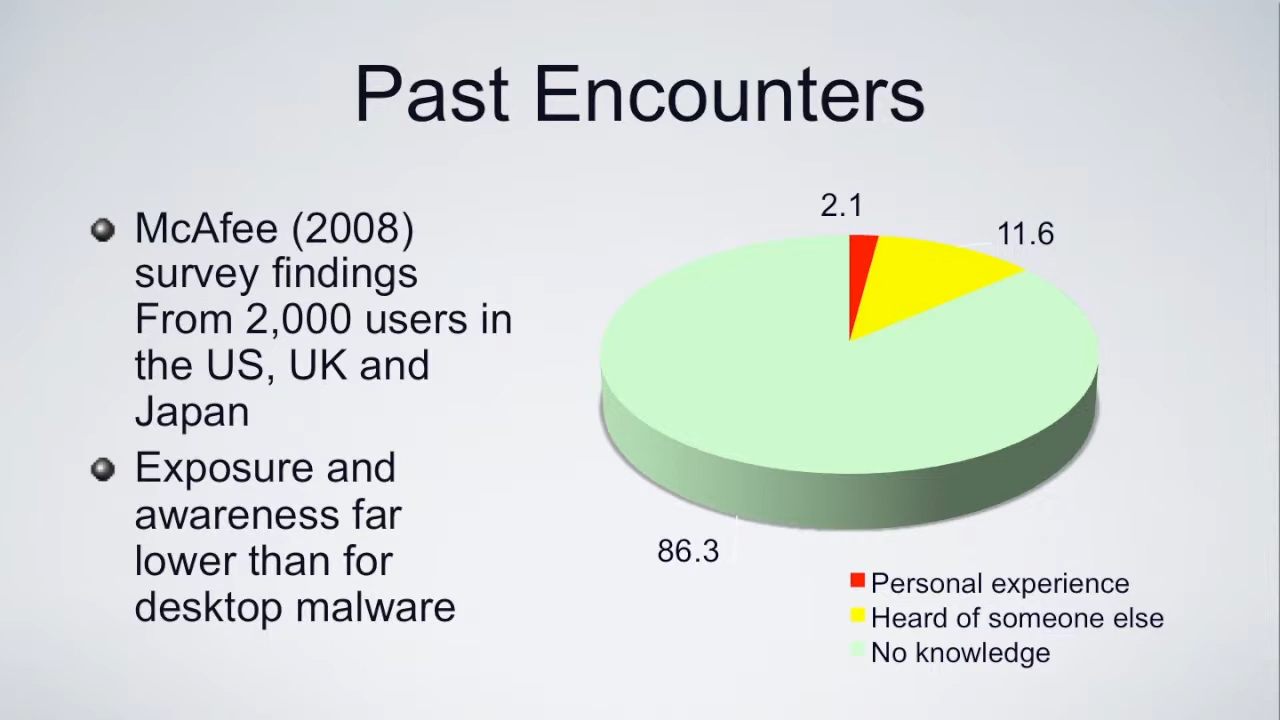 Past Encounters
McAfee (2008)
survey findings
From 2,000 users in
the US, UK and
Japan
Exposure and
awareness far
lower than for
desktop malware
2.1
11.6
86.3
Personal experience
Heard of someone else
No knowledge